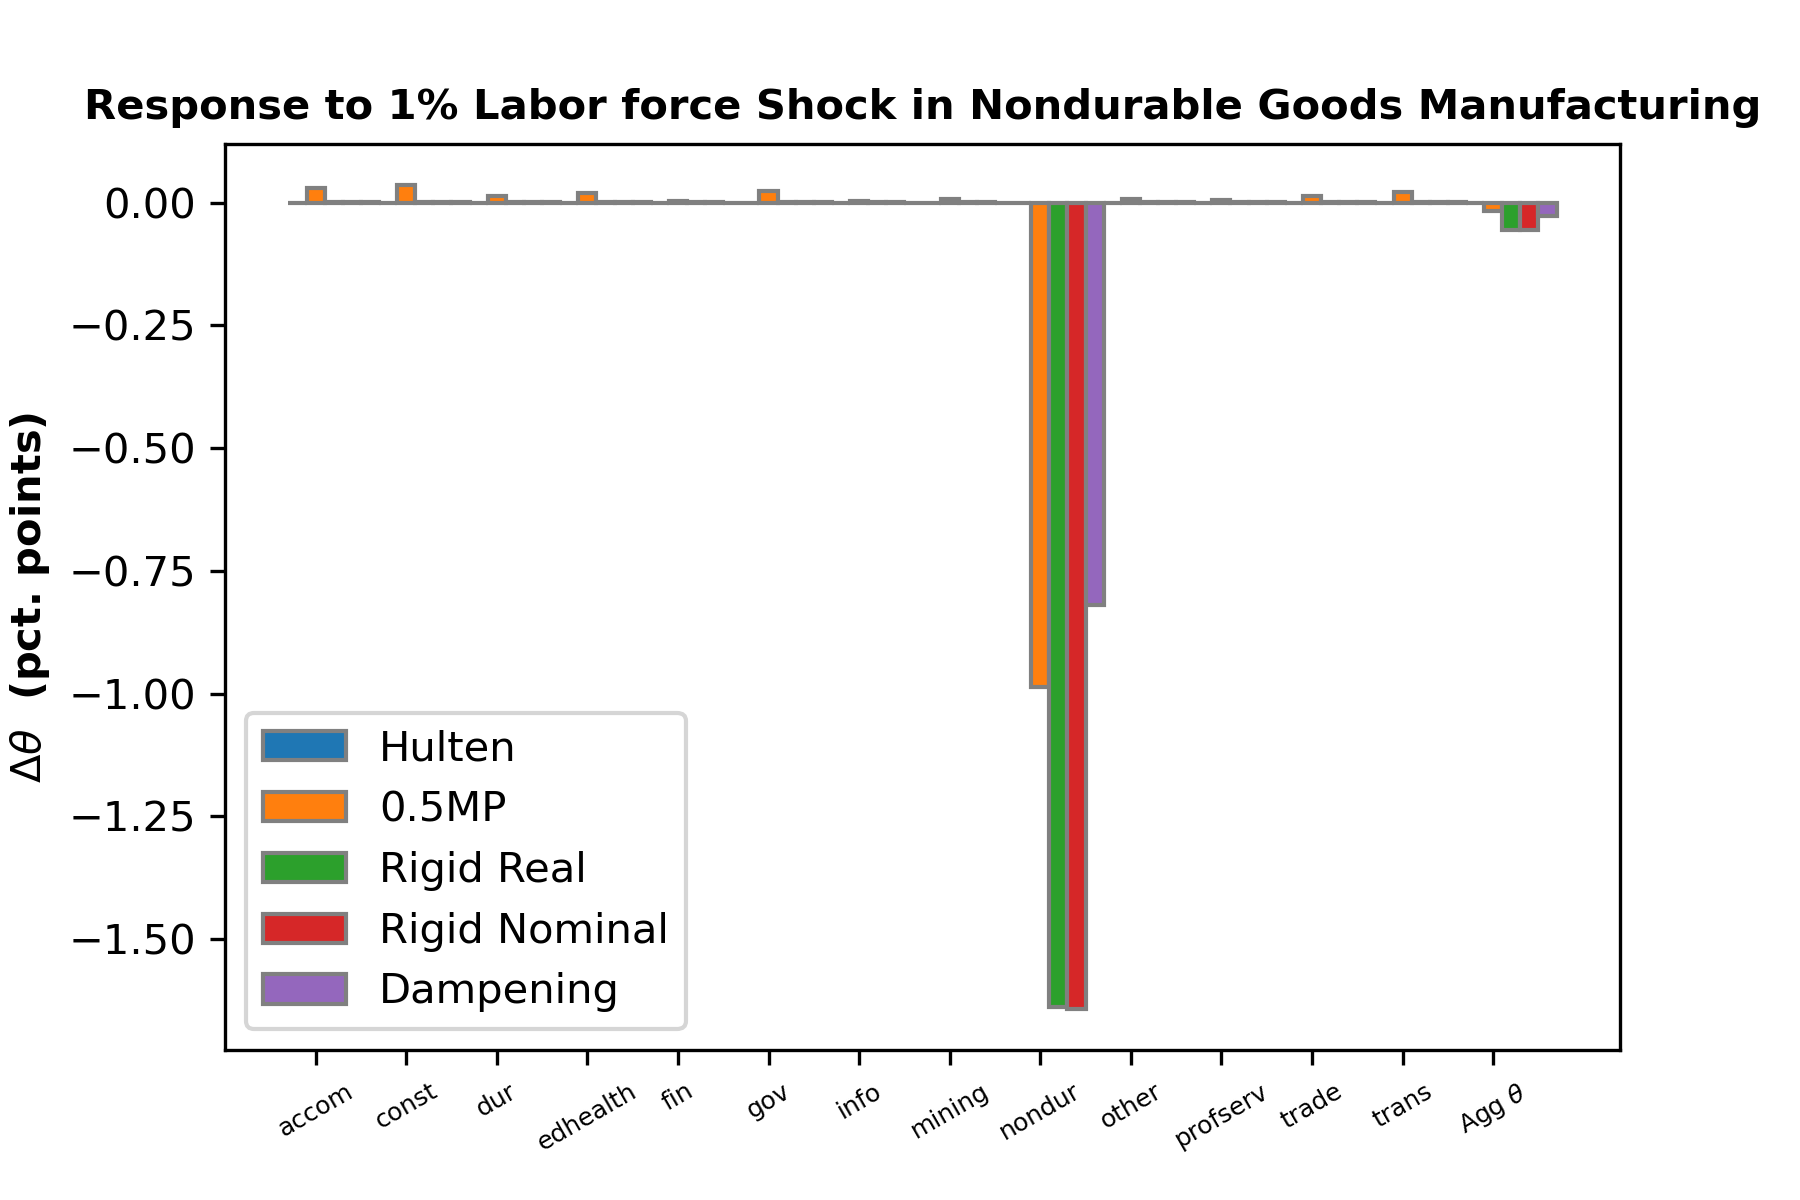 Response to 1% Labor force Shock in Nondurable Goods Manufacturing
Δθ (pct. points)
0.00
−0.25
−0.50
−0.75
−1.00
−1.25
−1.50
Hulten
0.5MP
Rigid Real
Rigid Nominal
Dampening
accom const dur edhealth fin gov info mining nondur other profserv trade trans Agg θ